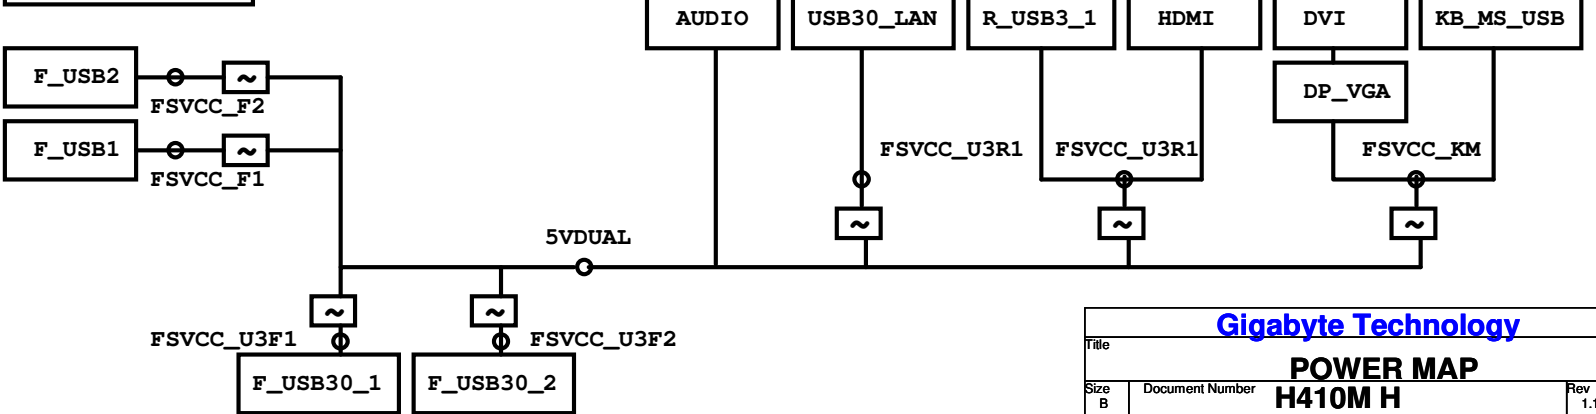 AUDIO
USB30_LAN
R_USB3_1
HDMI
DVI
KB_MS_USB
F_USB2
~
FSVCC_F2
DP_VGA
F_USB1
~
FSVCC_F1
FSVCC_U3R1
FSVCC_U3R1
FSVCC_KM
~
~
~
5VDUAL
~
~
FSVCC_U3F1
FSVCC_U3F2
F_USB30_1
F_USB30_2
Gigabyte Technology
Title
POWER MAP
Size
B
Document Number
H410M H
Rev
1.1